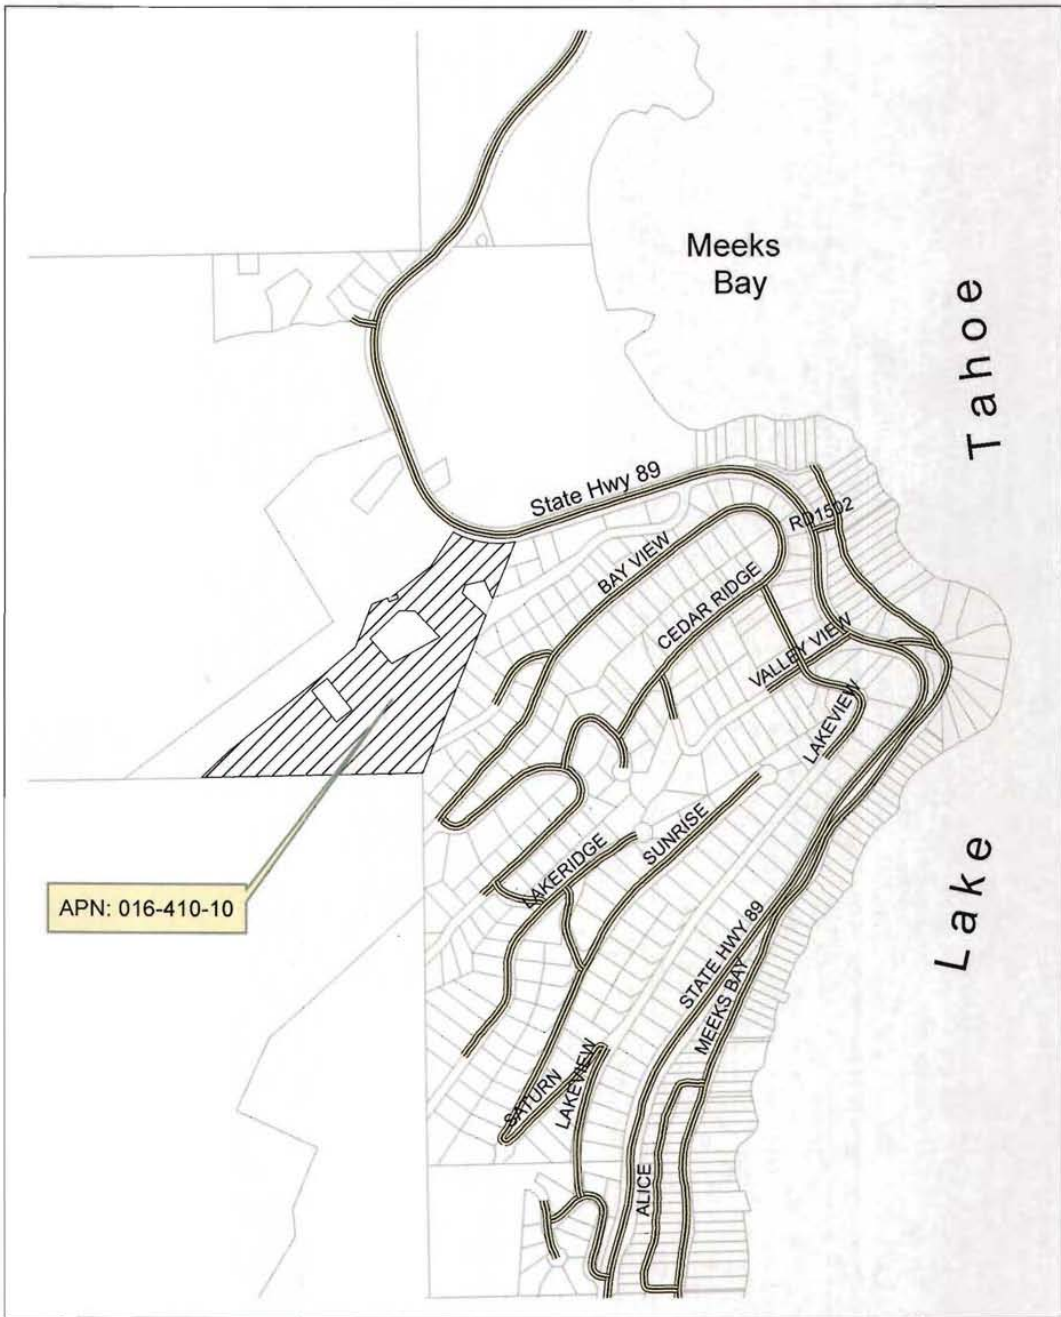 Meeks
Bay
Tahoe
State Hwy 89
RD1502
BAY VIEW
CEDAR RIDGE
VALLEY VIEW
LAKEVIEW
SUNRISE
LAKERIDGE
APN: 016-410-10
Lake
STATE HWY 89
MEEKS BAY
LAKEVIEW
SATURN
ALICE